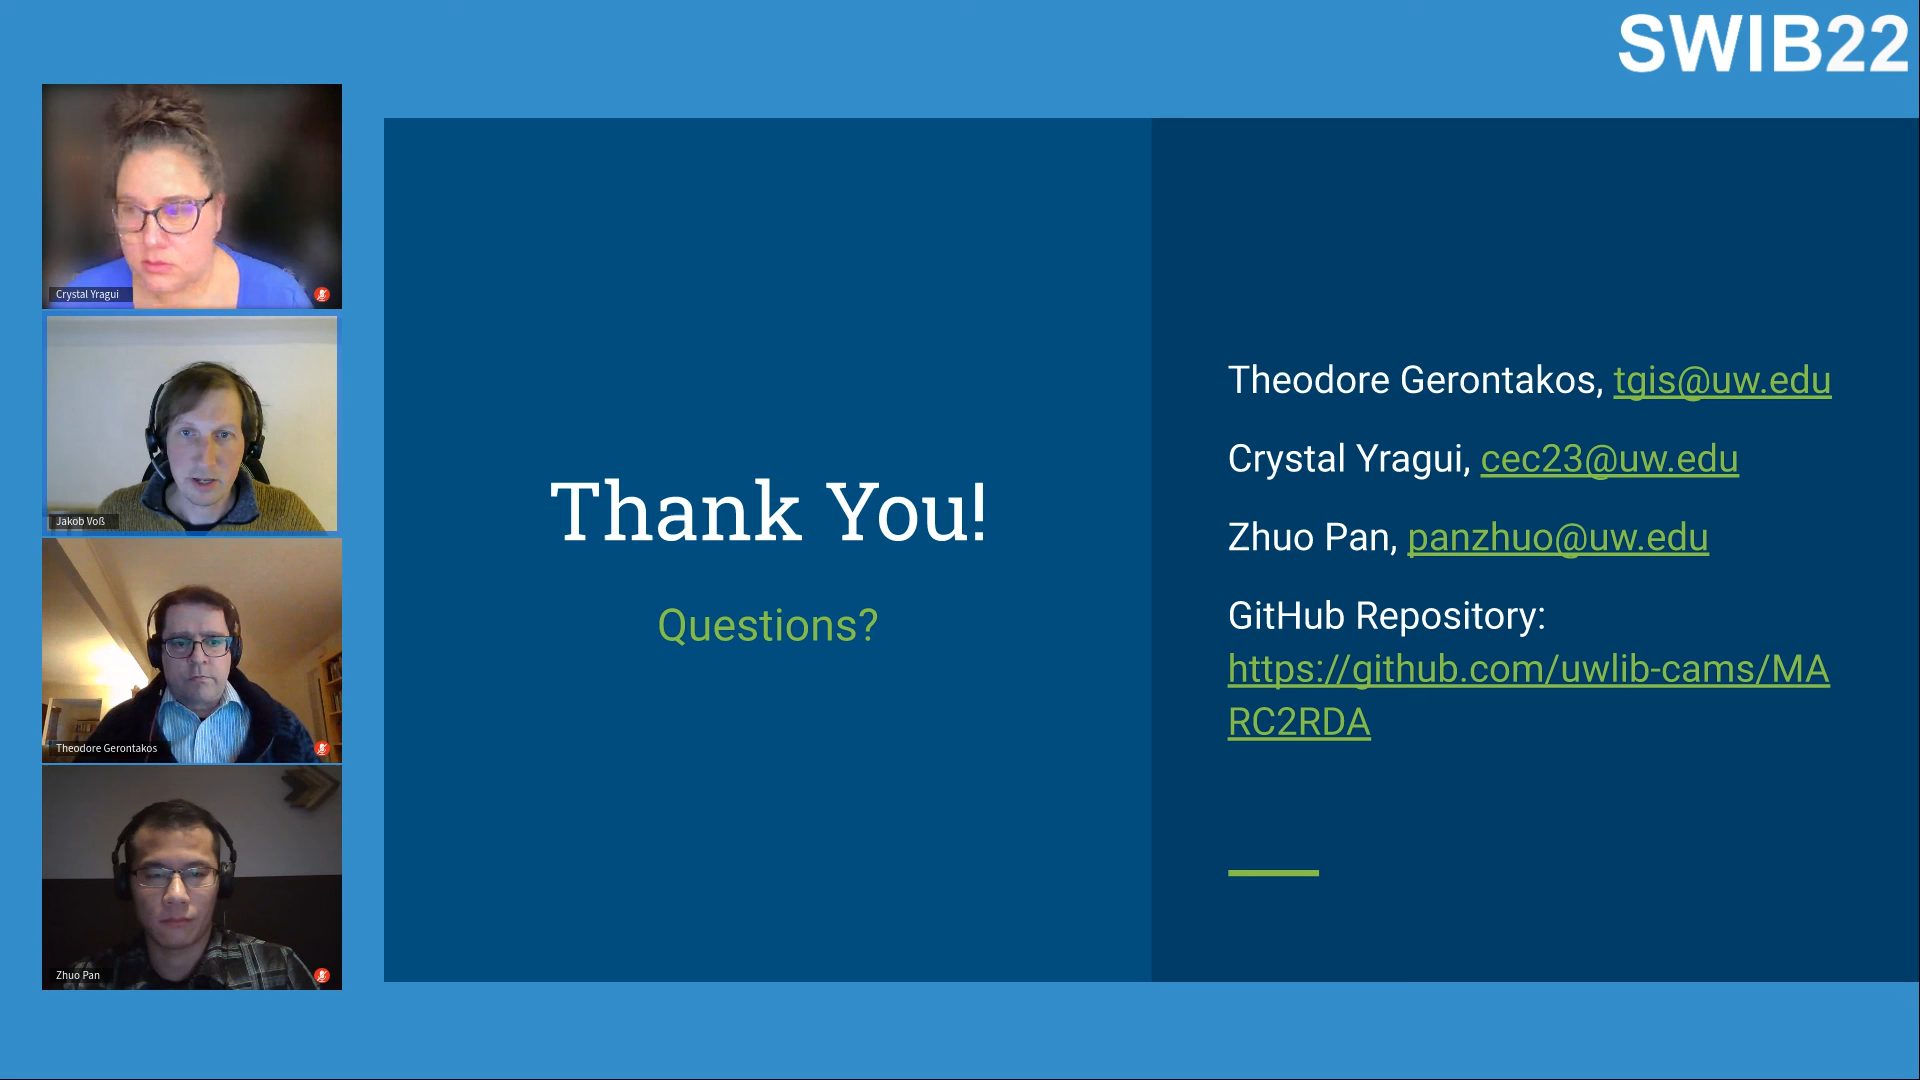 SWIB22
Crystal Yragui
Jakob Voß
Theodore Gerontakos
Zhuo Pan
Thank You!
Questions?
Theodore Gerontakos, tgis@uw.edu
Crystal Yragui, cec23@uw.edu
Zhuo Pan, panzhuo@uw.edu
GitHub Repository:
https://github.com/uwlib-cams/MA
RC2RDA